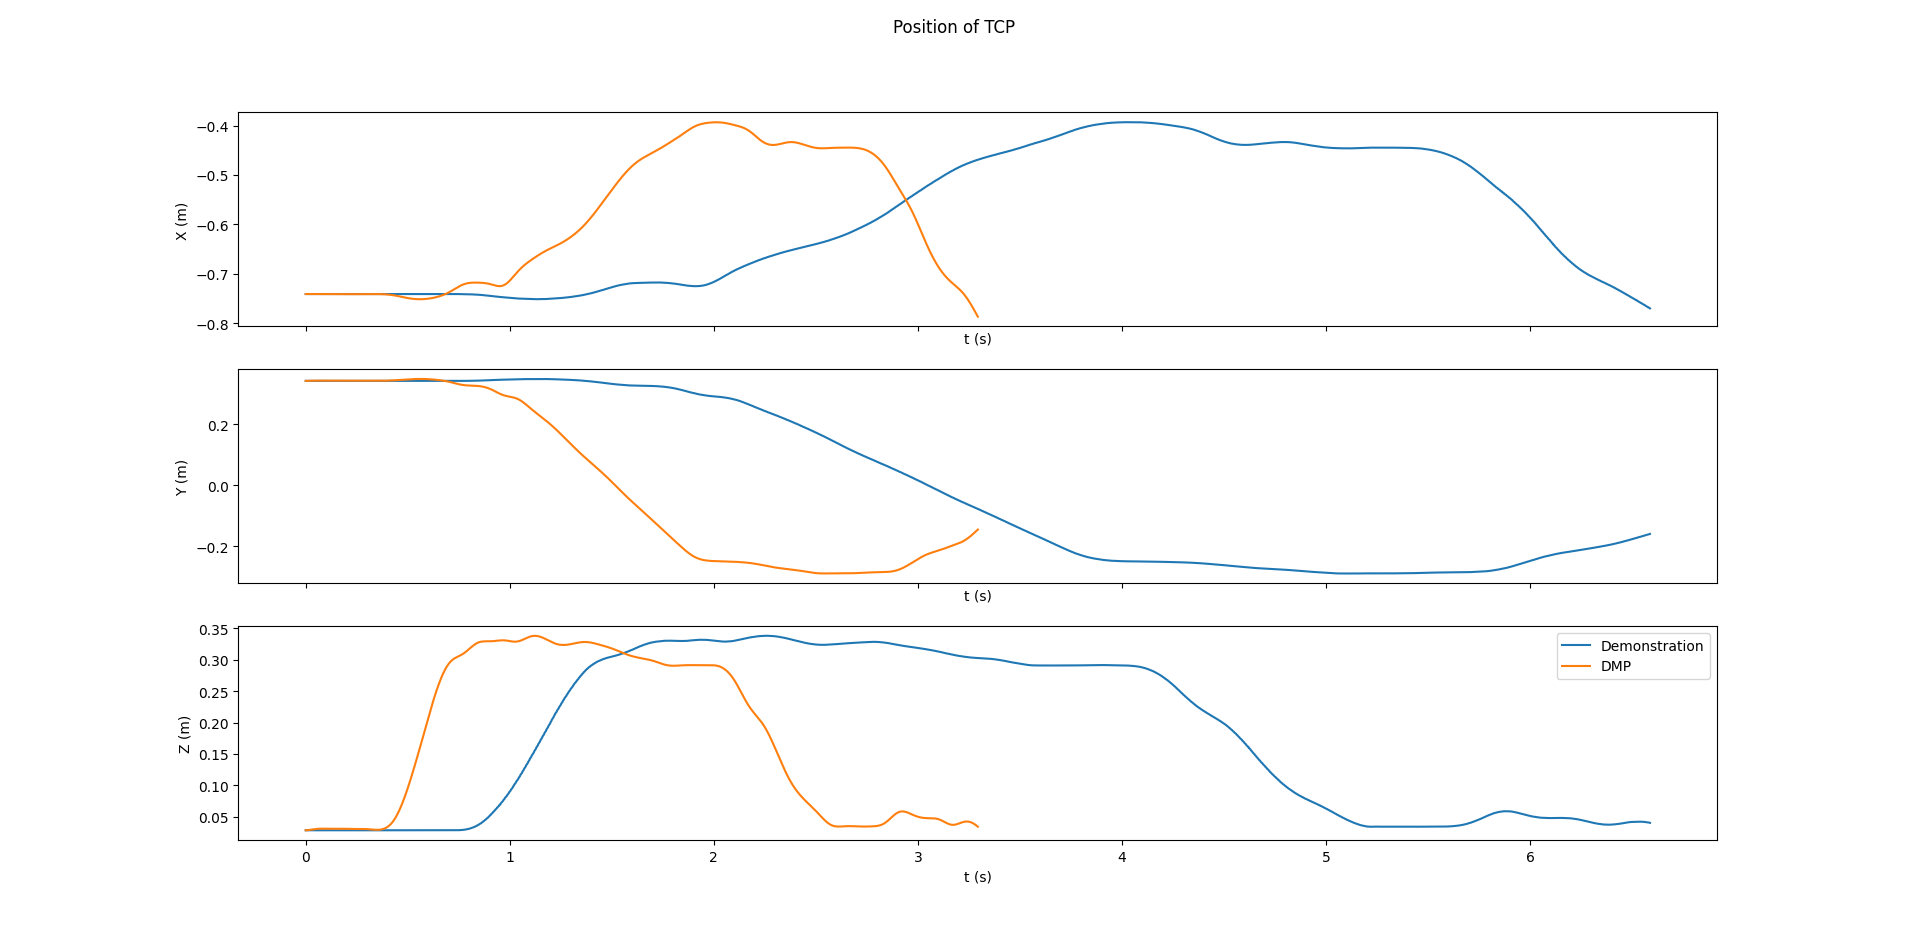 Position of TCP
−0.4
−0.5
−0.6
−0.7
−0.8
X (m)
t (s)
0.2
0.0
−0.2
Y (m)
t (s)
0.35
0.30
0.25
0.20
0.15
0.10
0.05
Z (m)
Demonstration
DMP
0 1 2 3 4 5 6
t (s)